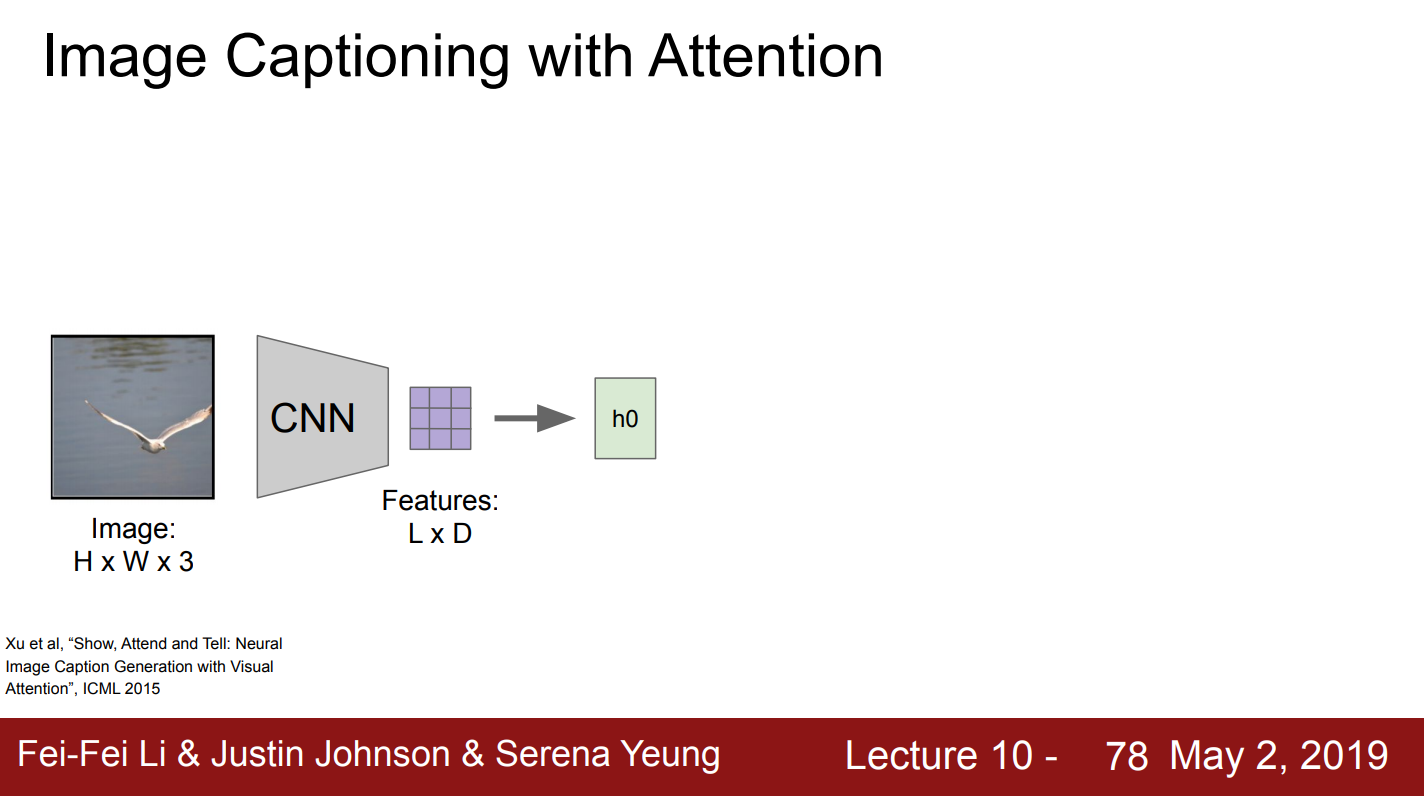 Image Captioning with Attention
CNN
h0
Features:
L x D
Image:
H x W x 3
Xu et al, “Show, Attend and Tell: Neural
Image Caption Generation with Visual
Attention”, ICML 2015
Fei-Fei Li & Justin Johnson & Serena Yeung Lecture 10 - 78 May 2, 2019